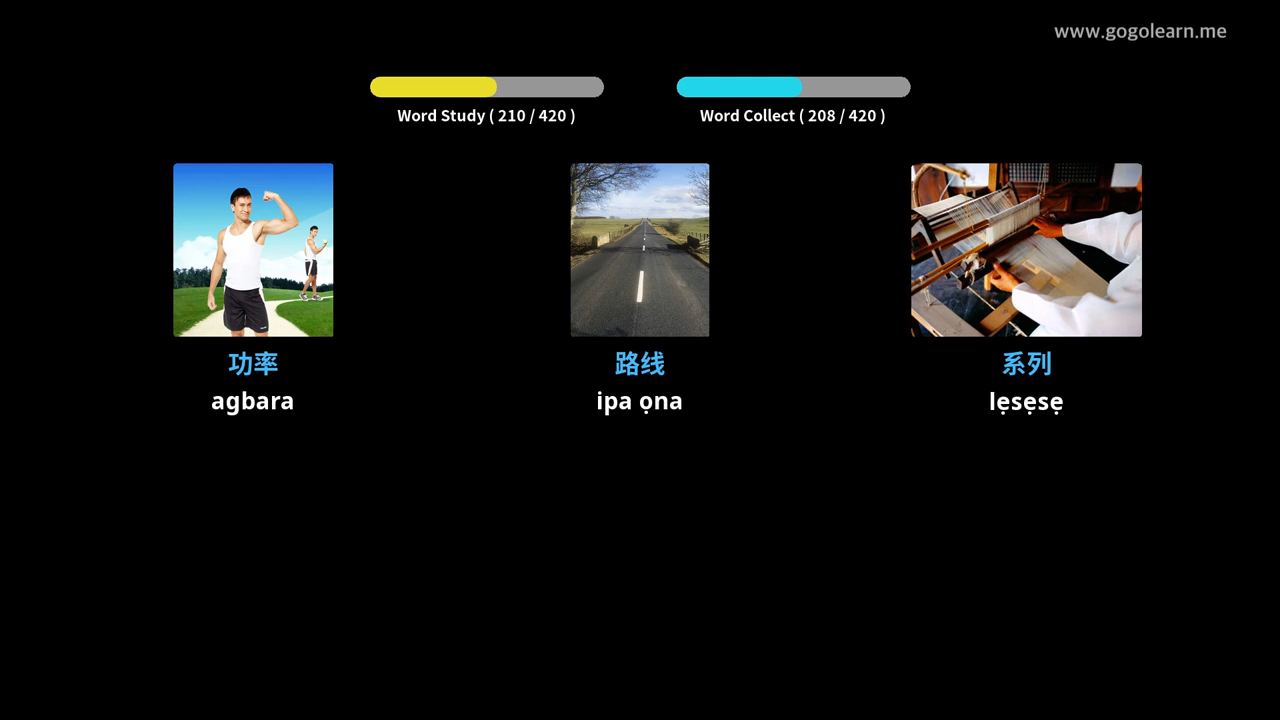 www.gogolearn.me
Word Study ( 210 / 420 )
Word Collect ( 208 / 420 )
功率
路线
系列
agbara
ipa ọna
lẹsẹsẹ